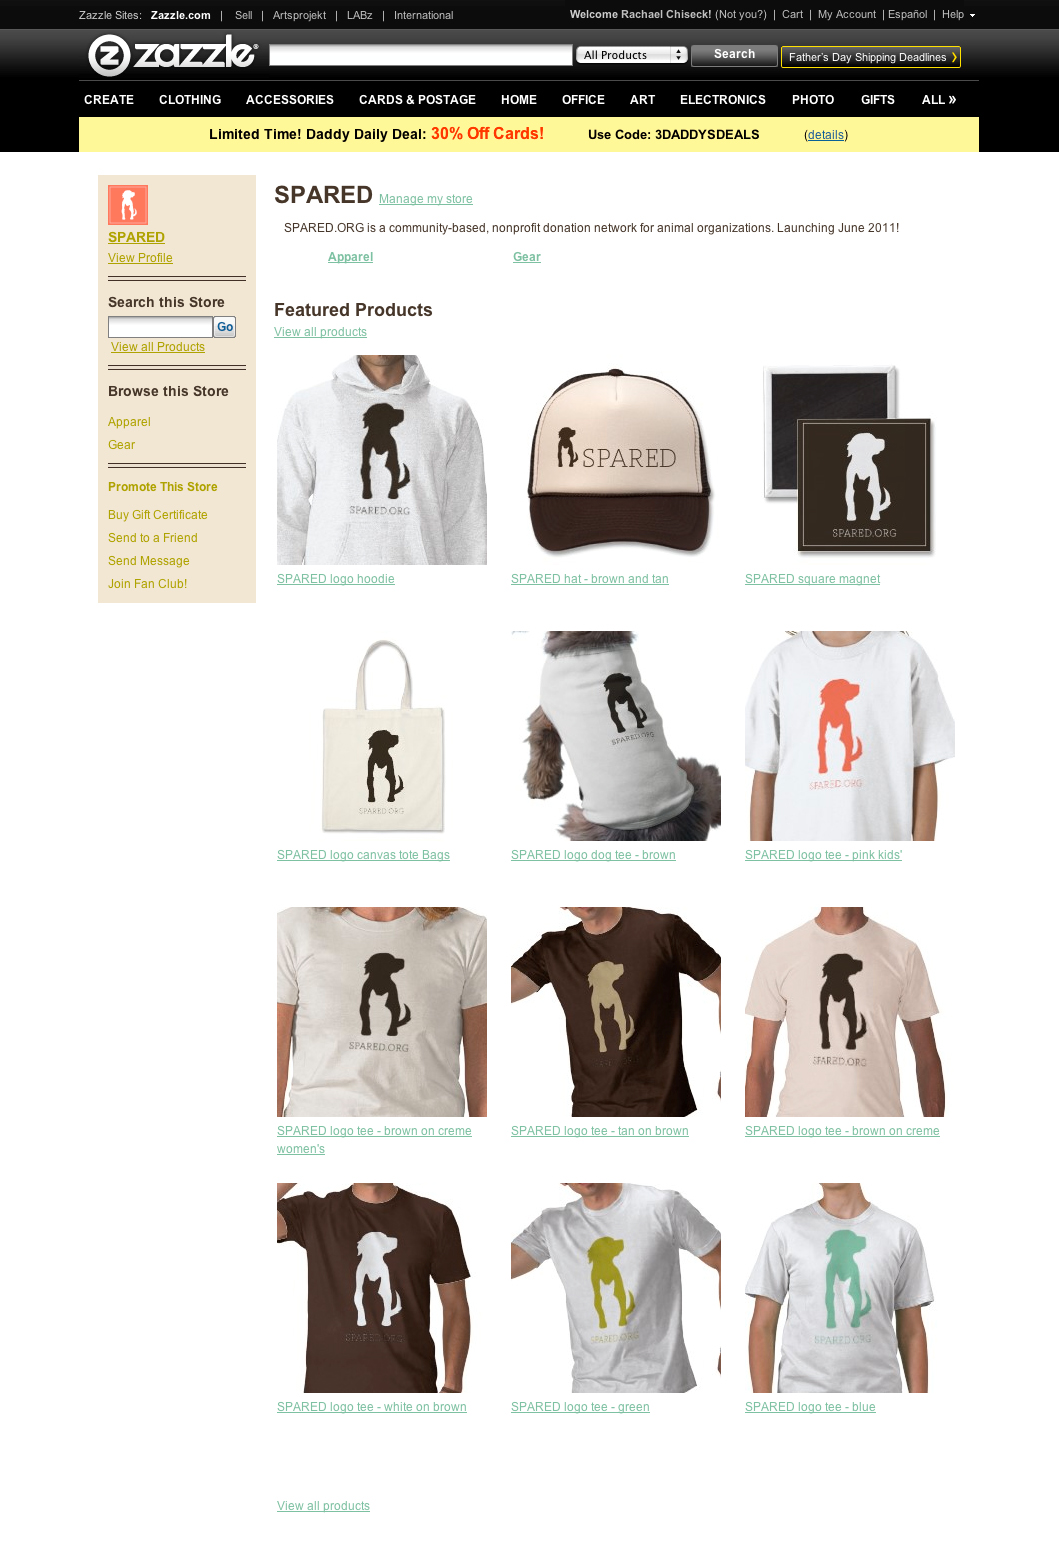 Zazzle Sites: Zazzle.com | Sell | Artsprojekt | LABz | International
Welcome Rachael Chiseck! (Not you?) | Cart | My Account | Español | Help
zazzle
All Products
Search
Father's Day Shipping Deadlines
CREATE CLOTHING ACCESSORIES CARDS & POSTAGE HOME OFFICE ART ELECTRONICS PHOTO GIFTS ALL »
Limited Time! Daddy Daily Deal: 30% Off Cards! Use Code: 3DADDYSDEALS (details)
SPARED
View Profile
Search this Store
Go
View all Products
Browse this Store
Apparel
Gear
Promote This Store
Buy Gift Certificate
Send to a Friend
Send Message
Join Fan Club!
SPARED Manage my store
SPARED.ORG is a community-based, nonprofit donation network for animal organizations. Launching June 2011!
Apparel Gear
Featured Products
View all products
SPARED.ORG
SPARED
SPARED.ORG
SPARED logo hoodie
SPARED hat - brown and tan
SPARED square magnet
SPARED.ORG
SPARED.ORG
SPARED.ORG
SPARED logo canvas tote Bags
SPARED logo dog tee - brown
SPARED logo tee - pink kids'
SPARED.ORG
SPARED.ORG
SPARED logo tee - brown on creme
women's
SPARED logo tee - tan on brown
SPARED logo tee - brown on creme
SPARED.ORG
SPARED.ORG
SPARED.ORG
SPARED logo tee - white on brown
SPARED logo tee - green
SPARED logo tee - blue
View all products